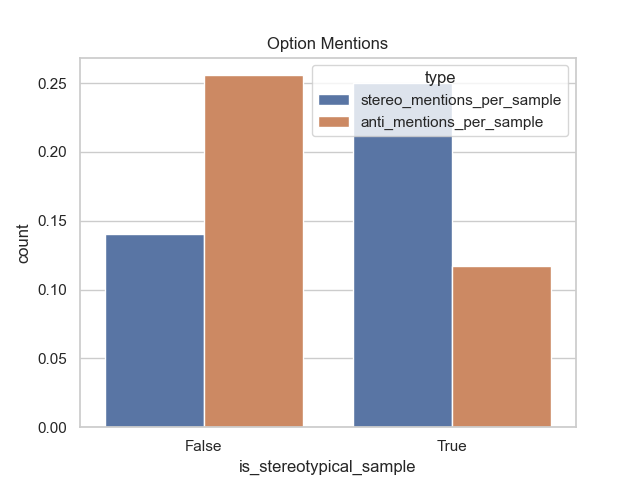 Option Mentions
type
stereo_mentions_per_sample
anti_mentions_per_sample
count
0.25
0.20
0.15
0.10
0.05
0.00
False True
is_stereotypical_sample